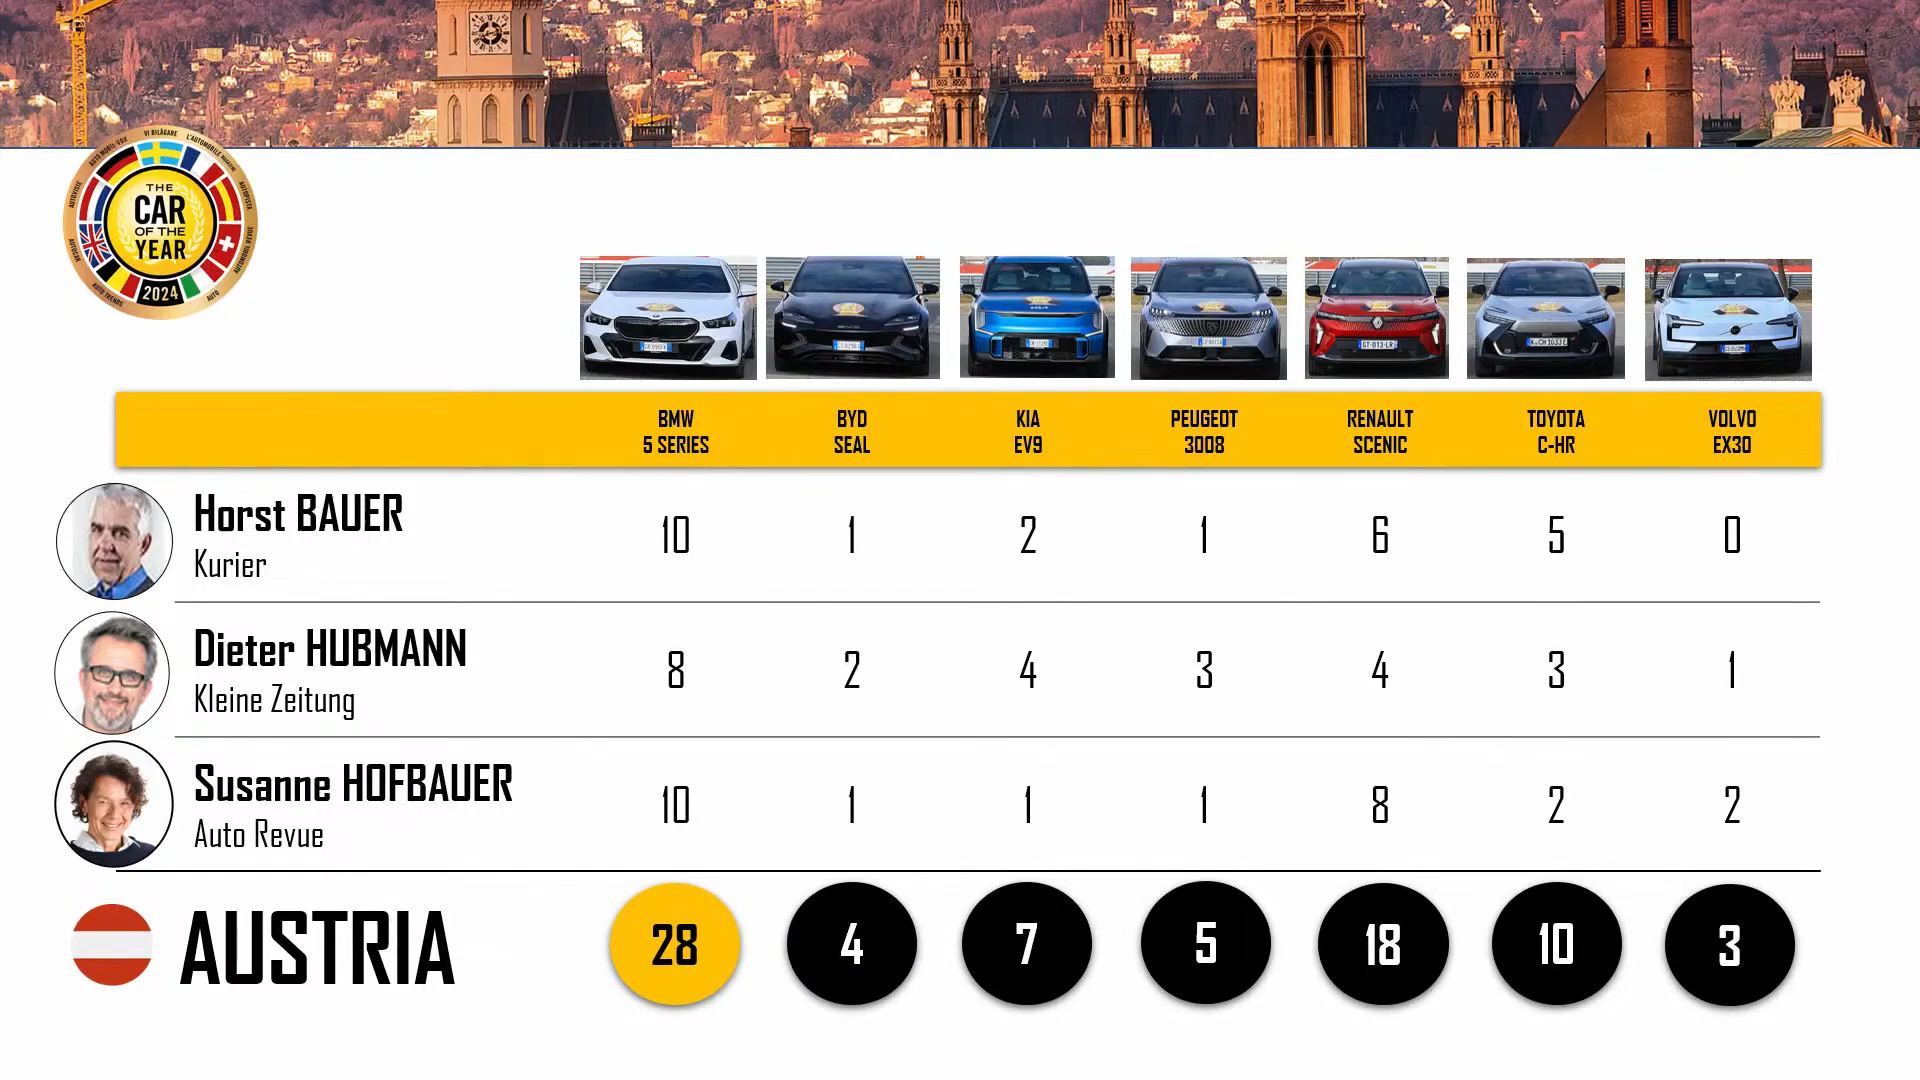 VI BILÄGARE
THE
CAR
OF THE
YEAR
2024
BMW
5 SERIES
BYD
SEAL
KIA
EV9
PEUGEOT
3008
RENAULT
SCENIC
TOYOTA
C-HR
VOLVO
EX30
Horst BAUER
Kurier
10 1 2 1 6 5 0
Dieter HUBMANN
Kleine Zeitung
8 2 4 3 4 3 1
Susanne HOFBAUER
Auto Revue
10 1 1 1 8 2 2
AUSTRIA
28 4 7 5 18 10 3